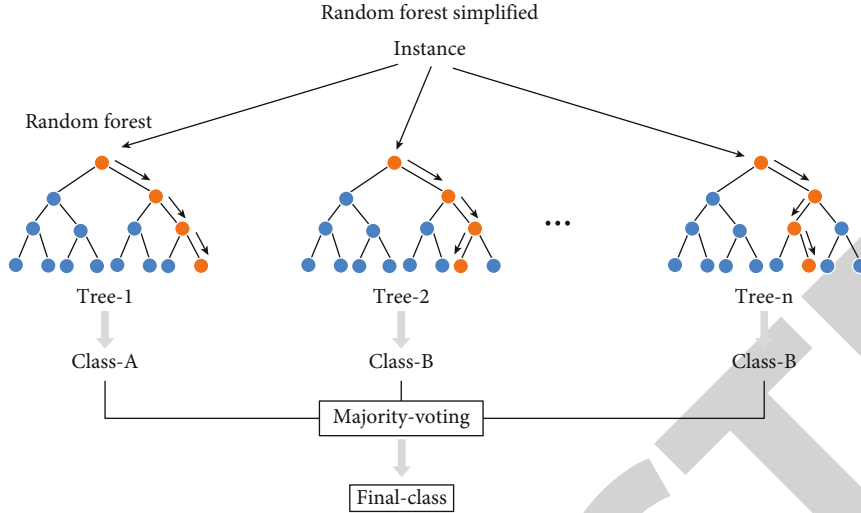 Random forest simplified
Instance
Random forest
...
Tree-1
Tree-2
Tree-n
Class-A
Class-B
Class-B
Majority-voting
Final-class